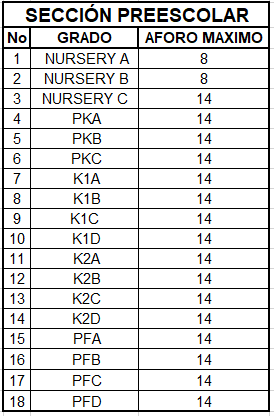 SECCIÓN PREESCOLAR
No GRADO AFORO MAXIMO
1 NURSERY A 8
2 NURSERY B 8
3 NURSERY C 14
4 PKA 14
5 PKB 14
6 PKC 14
7 K1A 14
8 K1B 14
9 K1C 14
10 K1D 14
11 K2A 14
12 K2B 14
13 K2C 14
14 K2D 14
15 PFA 14
16 PFB 14
17 PFC 14
18 PFD 14